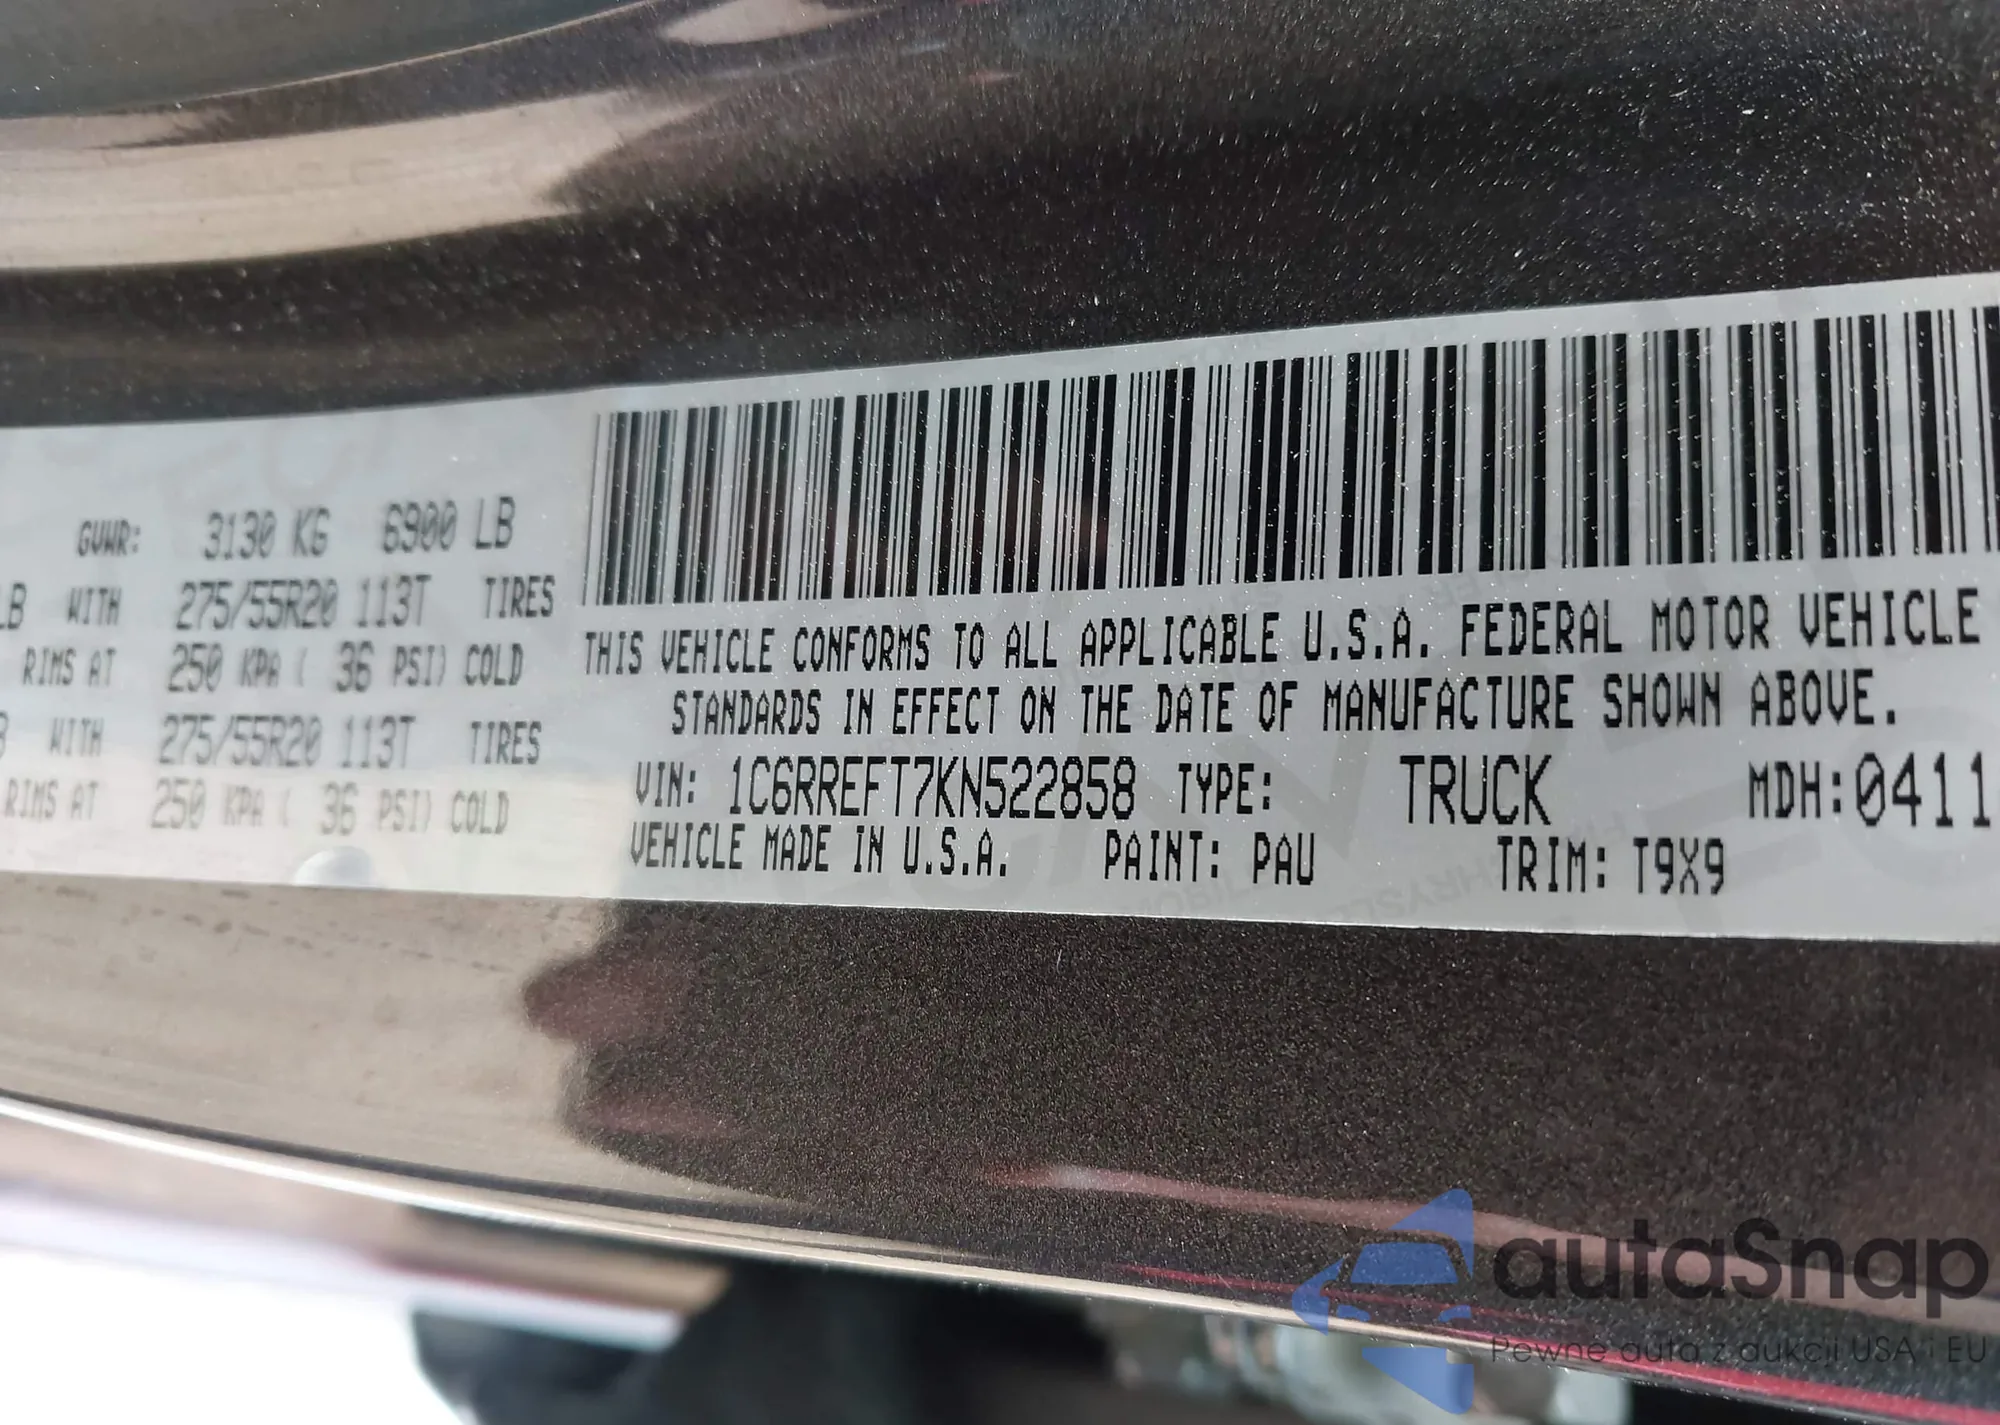 GVWR: 3130 KG 6900 LB
LB WITH 275/55R20 113T TIRES
RIMS AT 250 KPA ( 36 PSI) COLD
WITH 275/55R20 113T TIRES
RIMS AT 250 KPA ( 36 PSI) COLD
THIS VEHICLE CONFORMS TO ALL APPLICABLE U.S.A. FEDERAL MOTOR VEHICLE
STANDARDS IN EFFECT ON THE DATE OF MANUFACTURE SHOWN ABOVE.
VIN: 1C6RREFT7KN522858 TYPE: TRUCK MDH:0411
VEHICLE MADE IN U.S.A. PAINT: PAU TRIM: T9X9
autaSnap
Pewne auta z aukcji USA i EU